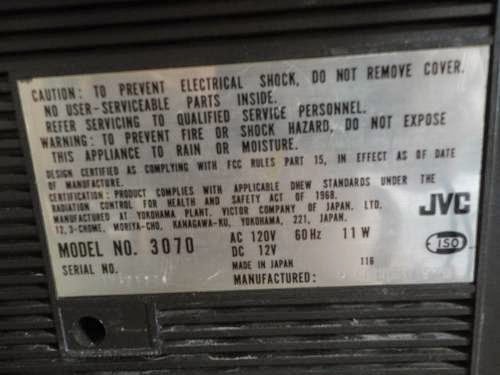 CAUTION: TO PREVENT ELECTRICAL SHOCK, DO NOT REMOVE COVER.
NO USER-SERVICEABLE PARTS INSIDE.
REFER SERVICING TO QUALIFIED SERVICE PERSONNEL.
WARNING: TO PREVENT FIRE OR SHOCK HAZARD, DO NOT EXPOSE
THIS APPLIANCE TO RAIN OR MOISTURE.
DESIGN CERTIFIED AS COMPLYING WITH FCC RULES PART 15, IN EFFECT AS OF DATE
OF MANUFACTURE.
CERTIFICATION: PRODUCT COMPLIES WITH APPLICABLE DHEW STANDARDS UNDER THE
RADIATION CONTROL FOR HEALTH AND SAFETY ACT OF 1968.
MANUFACTURED AT YOKOHAMA PLANT, VICTOR COMPANY OF JAPAN, LTD.
12, 3-CHOME, MORIYA-CHO, KANAGAWA-KU, YOKOHAMA, 221, JAPAN.
JVC
MODEL NO. 3070 AC 120V 60Hz 11W
DC 12V
ISO
SERIAL NO. MADE IN JAPAN 116
MANUFACTURED: